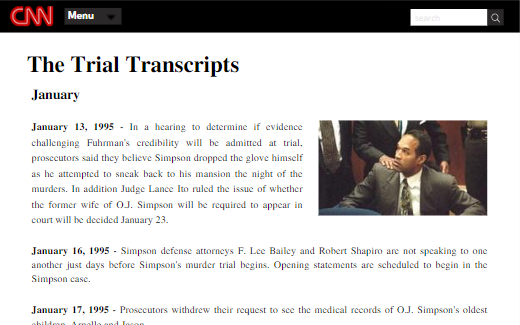 CNN Menu search
The Trial Transcripts
January
January 13, 1995 - In a hearing to determine if evidence
challenging Fuhrman's credibility will be admitted at trial,
prosecutors said they believe Simpson dropped the glove himself
as he attempted to sneak back to his mansion the night of the
murders. In addition Judge Lance Ito ruled the issue of whether
the former wife of O.J. Simpson will be required to appear in
court will be decided January 23.
January 16, 1995 - Simpson defense attorneys F. Lee Bailey and Robert Shapiro are not speaking to one
another just days before Simpson's murder trial begins. Opening statements are scheduled to begin in the
Simpson case.
January 17, 1995 - Prosecutors withdrew their request to see the medical records of O.J. Simpson's oldest
children, Arnelle and Jason.